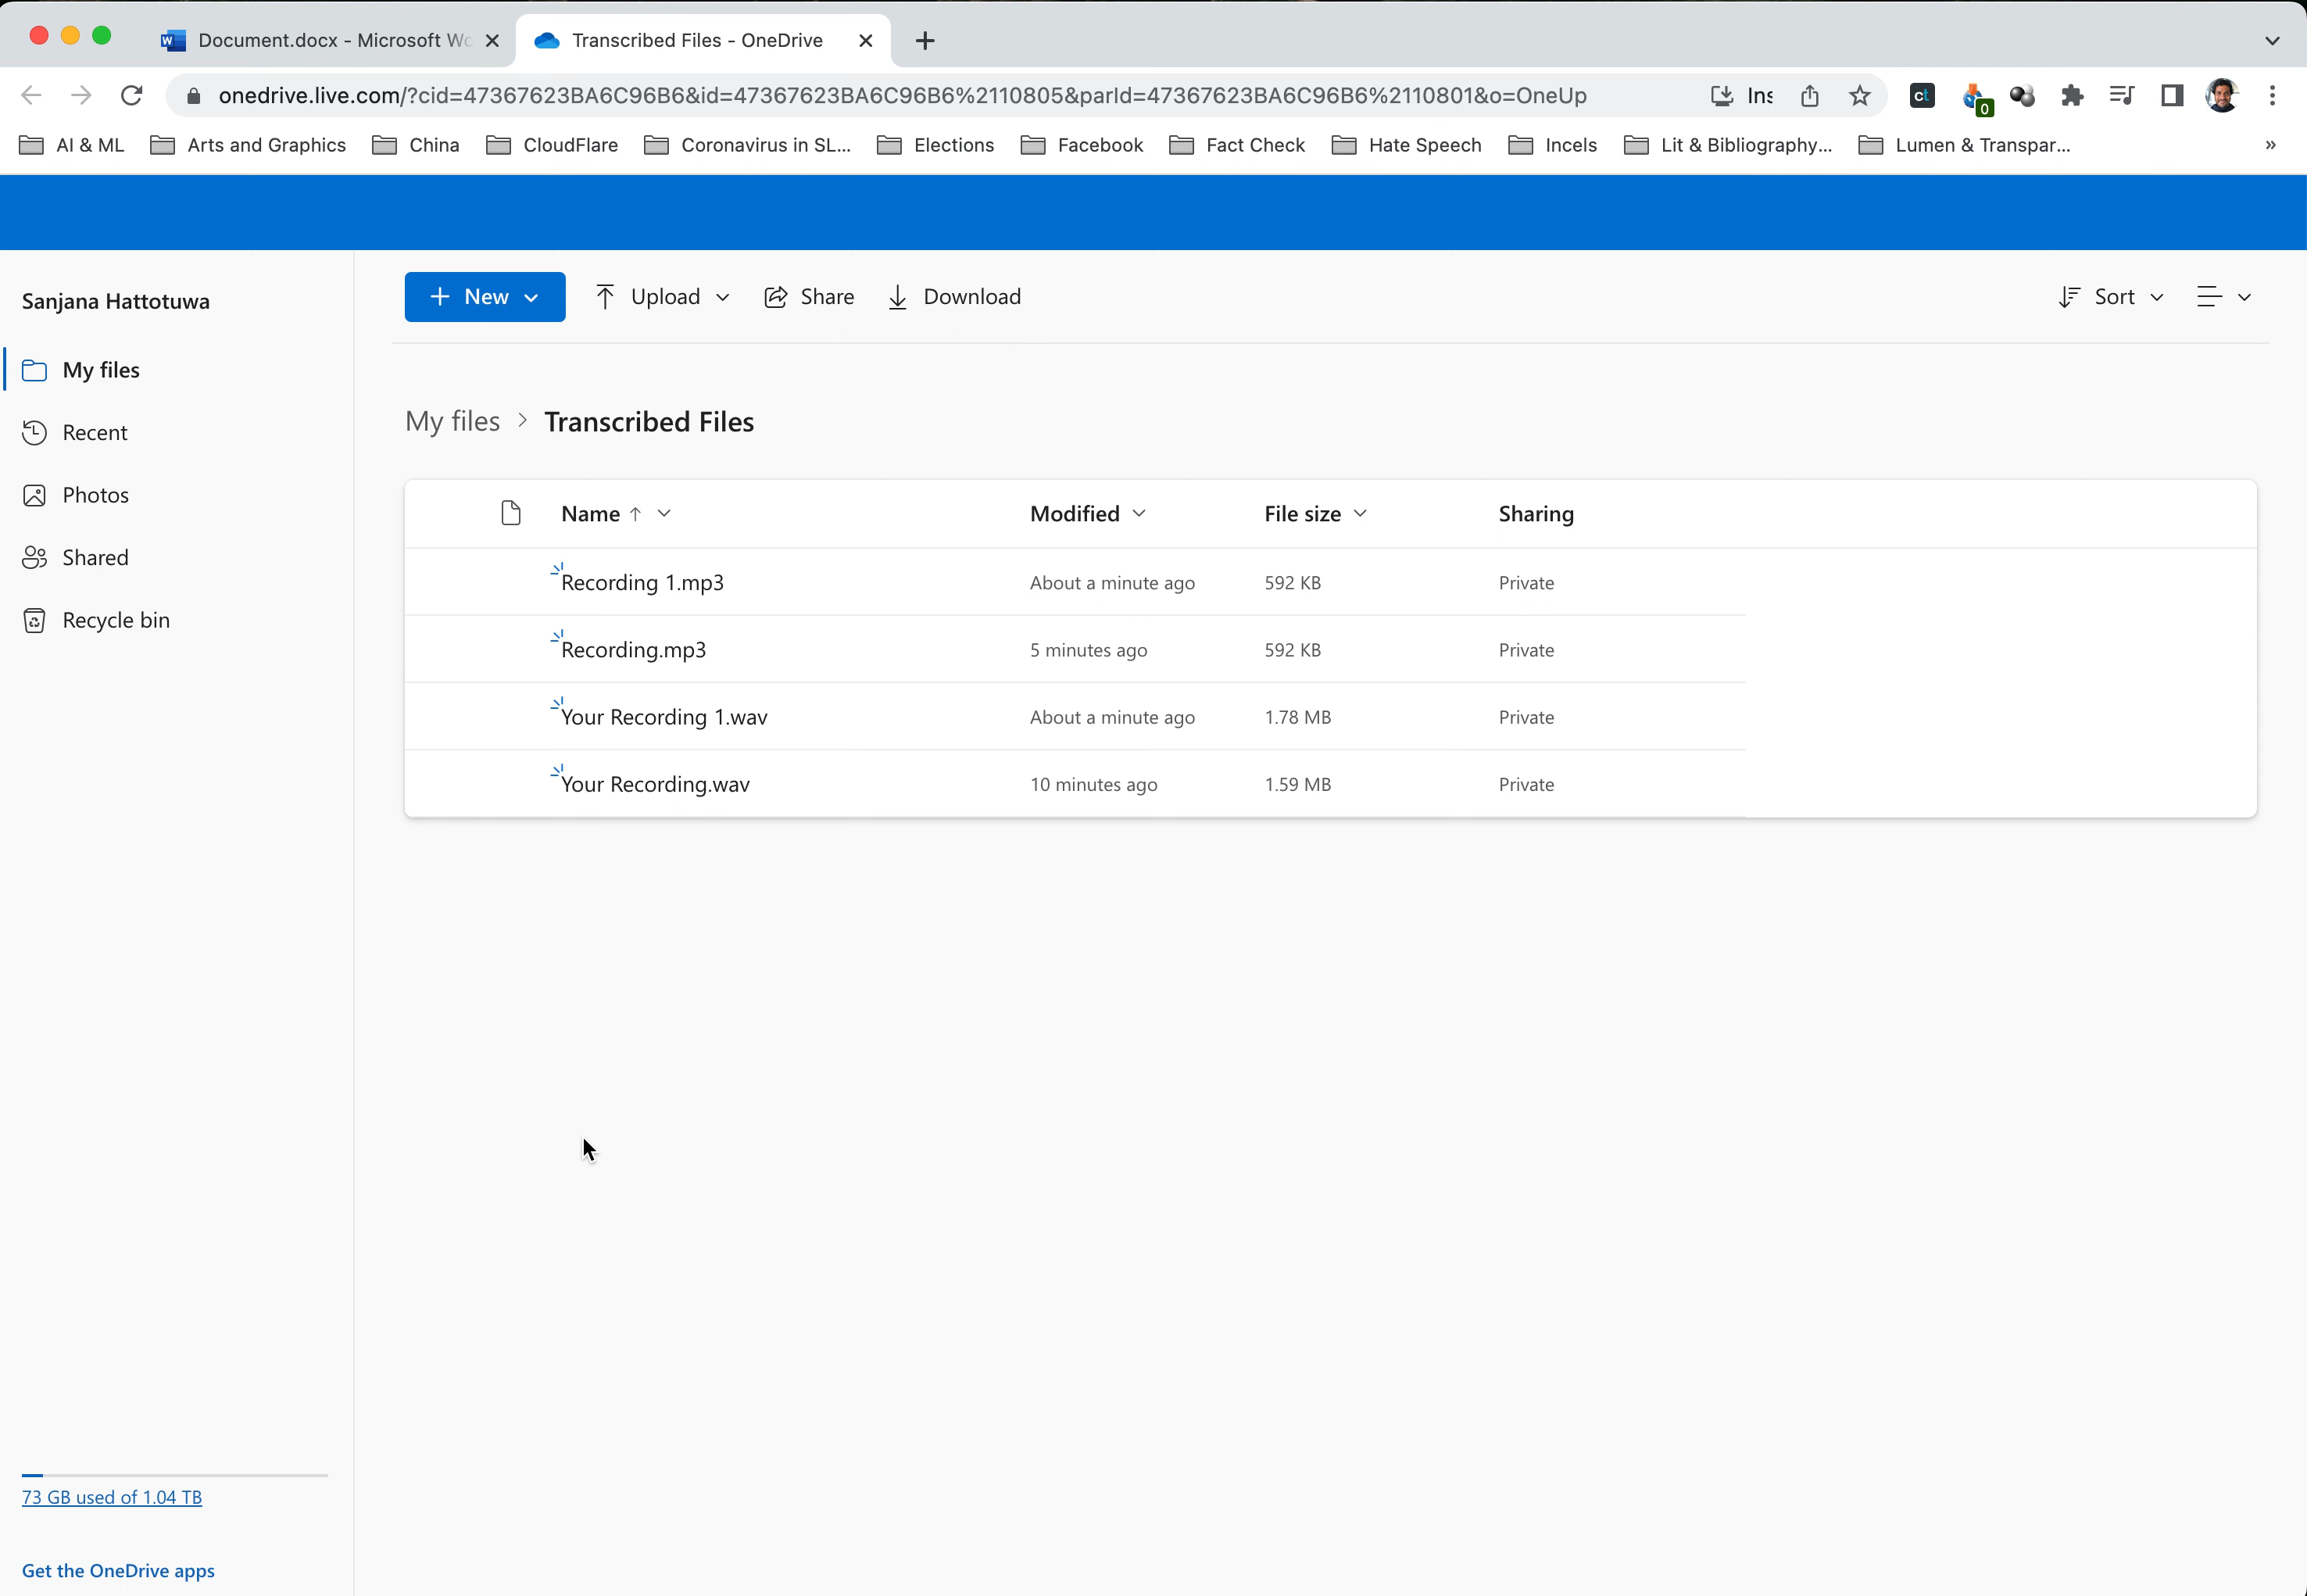 Document.docx - Microsoft Wo
Transcribed Files - OneDrive
onedrive.live.com/?cid=47367623BA6C96B6&id=47367623BA6C96B6%2110805&parId=47367623BA6C96B6%2110801&o=OneUp
Ins
ct
0
AI & ML
Arts and Graphics
China
CloudFlare
Coronavirus in SL...
Elections
Facebook
Fact Check
Hate Speech
Incels
Lit & Bibliography...
Lumen & Transpar...
»
Sanjana Hattotuwa
My files
Recent
Photos
Shared
Recycle bin
73 GB used of 1.04 TB
Get the OneDrive apps
New
Upload
Share
Download
Sort
My files > Transcribed Files
Name Modified File size Sharing
Recording 1.mp3 About a minute ago 592 KB Private
Recording.mp3 5 minutes ago 592 KB Private
Your Recording 1.wav About a minute ago 1.78 MB Private
Your Recording.wav 10 minutes ago 1.59 MB Private